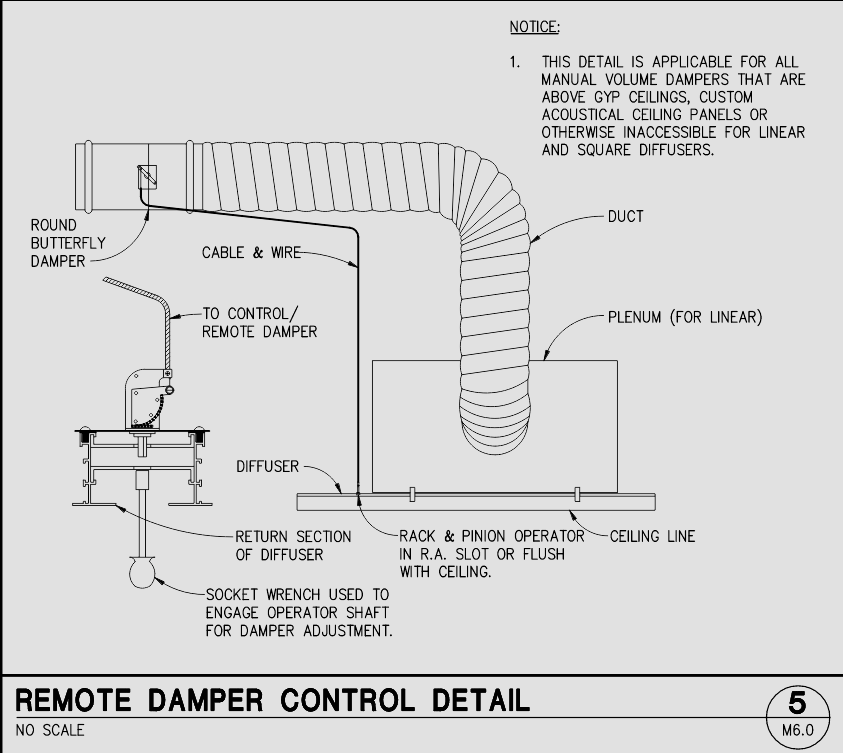 NOTICE:
1. THIS DETAIL IS APPLICABLE FOR ALL
MANUAL VOLUME DAMPERS THAT ARE
ABOVE GYP CEILINGS, CUSTOM
ACOUSTICAL CEILING PANELS OR
OTHERWISE INACCESSIBLE FOR LINEAR
AND SQUARE DIFFUSERS.
ROUND
BUTTERFLY
DAMPER
CABLE & WIRE
DUCT
TO CONTROL/
REMOTE DAMPER
PLENUM (FOR LINEAR)
DIFFUSER
RETURN SECTION
OF DIFFUSER
RACK & PINION OPERATOR
IN R.A. SLOT OR FLUSH
WITH CEILING.
CEILING LINE
SOCKET WRENCH USED TO
ENGAGE OPERATOR SHAFT
FOR DAMPER ADJUSTMENT.
REMOTE DAMPER CONTROL DETAIL
NO SCALE
5
M6.0